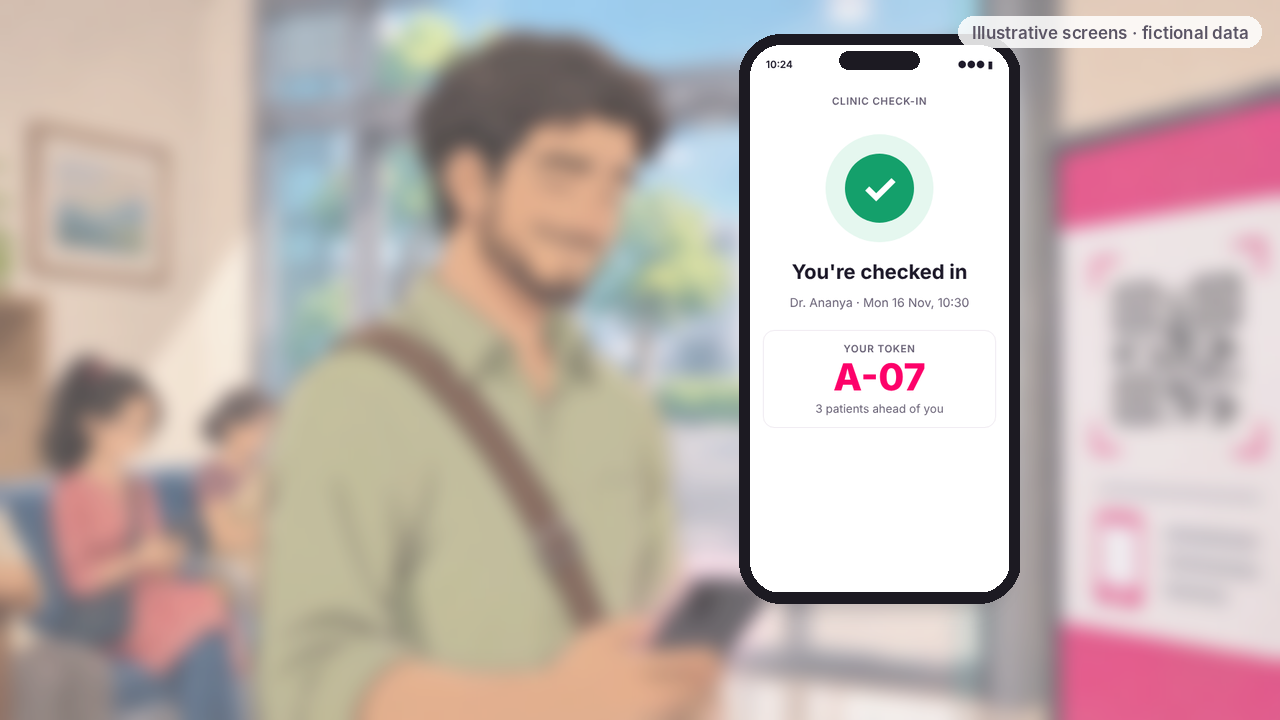 Illustrative screens · fictional data
10:24
CLINIC CHECK-IN
You're checked in
Dr. Ananya · Mon 16 Nov, 10:30
YOUR TOKEN
A-07
3 patients ahead of you